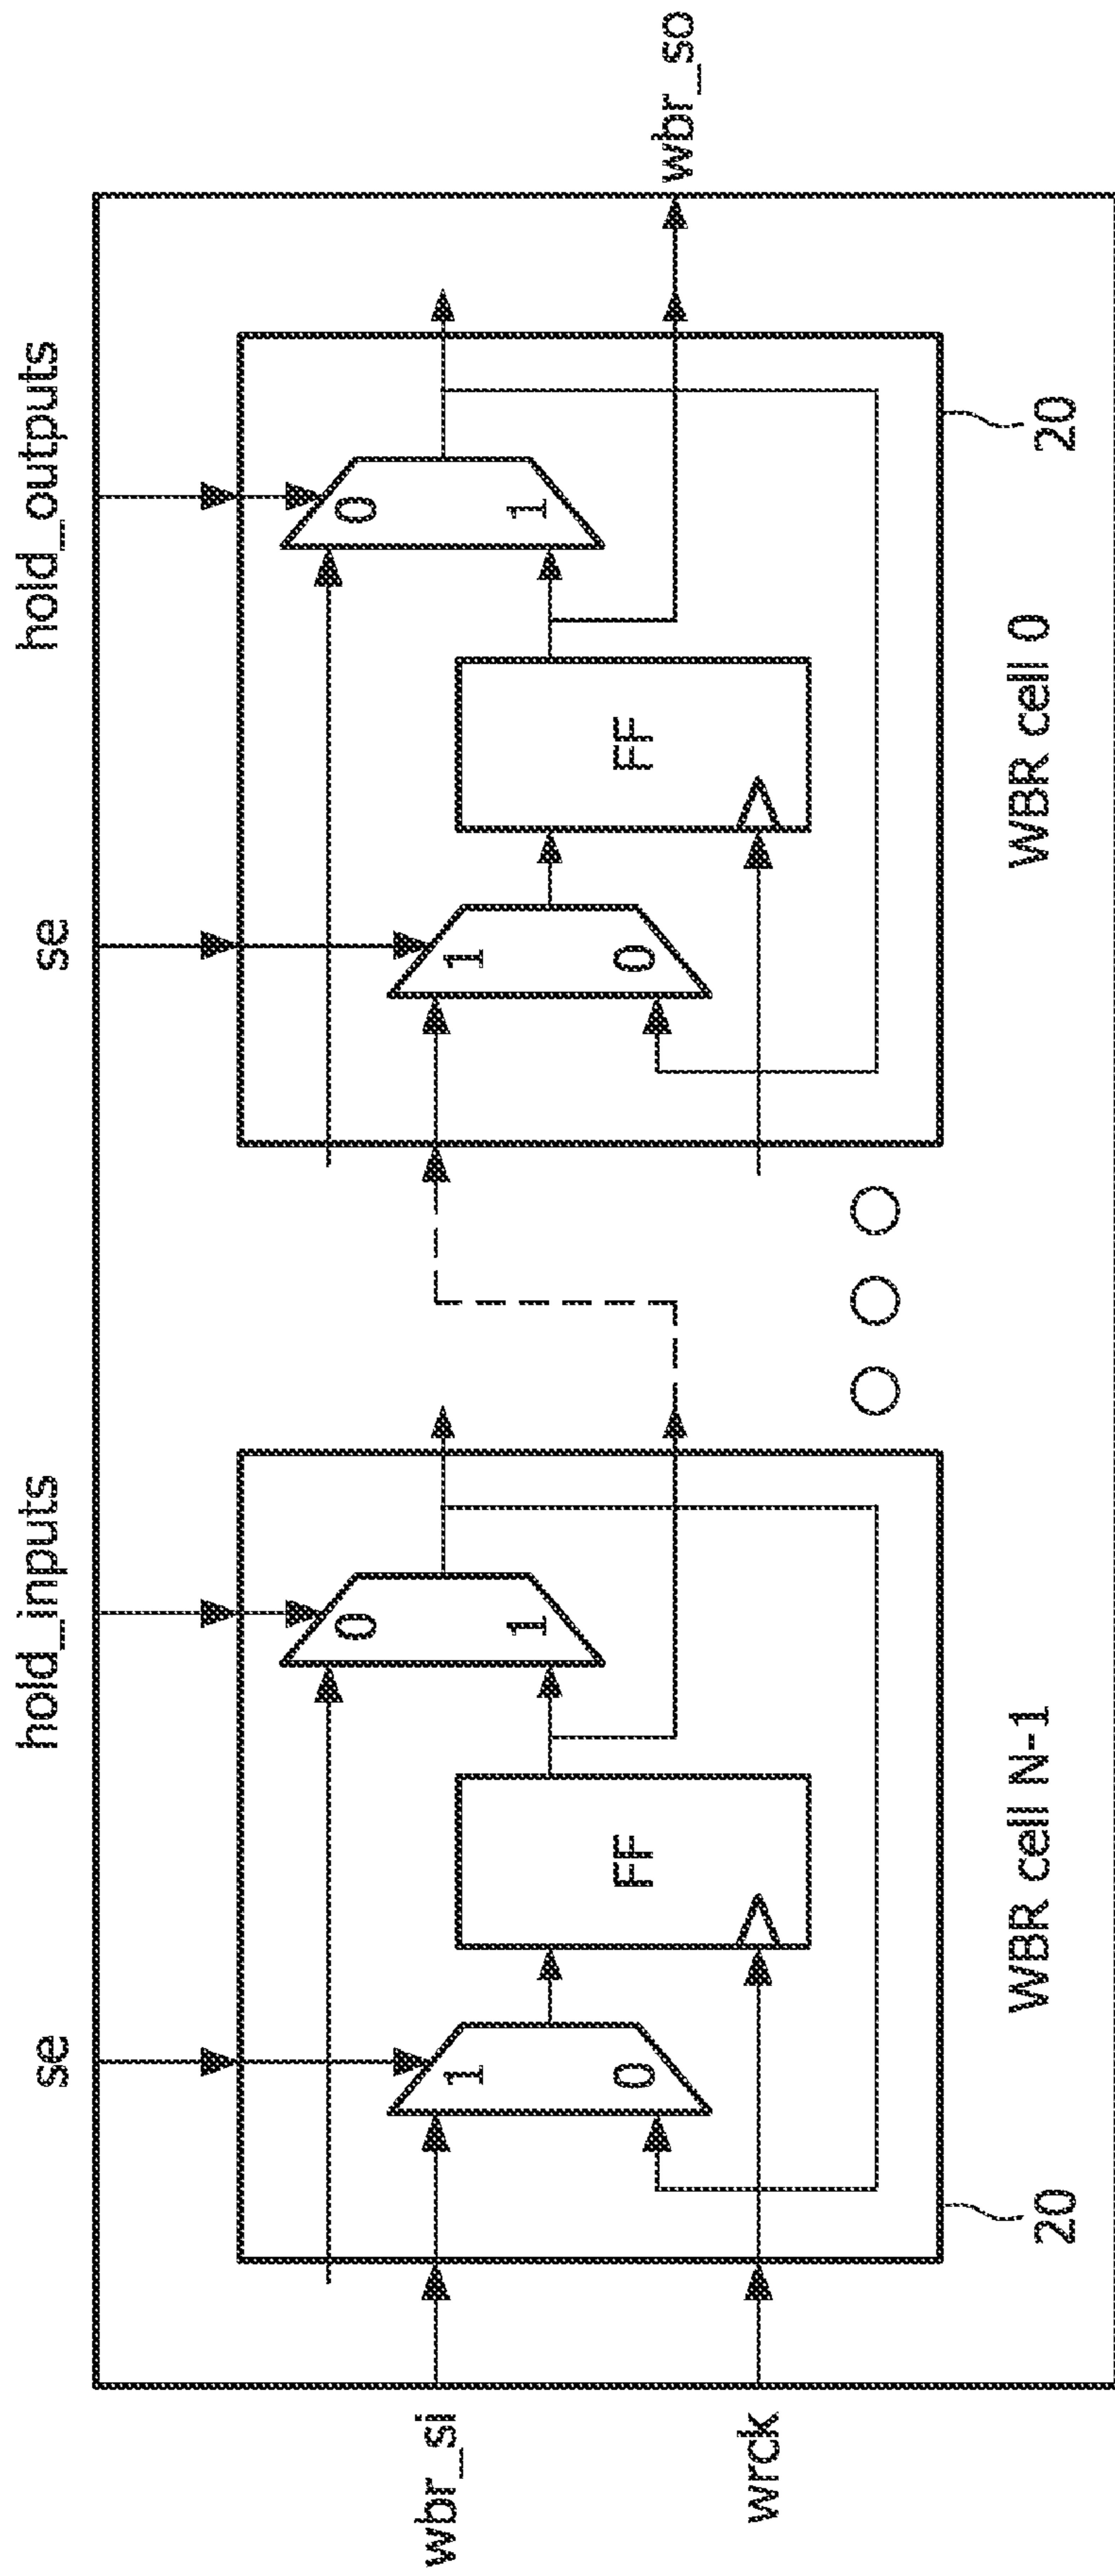 se
hold_inputs
se
hold_outputs
wbr_si
wrck
1
0
FF
0
1
1
0
FF
0
1
wbr_so
20
WBR cell N-1
WBR cell 0
20